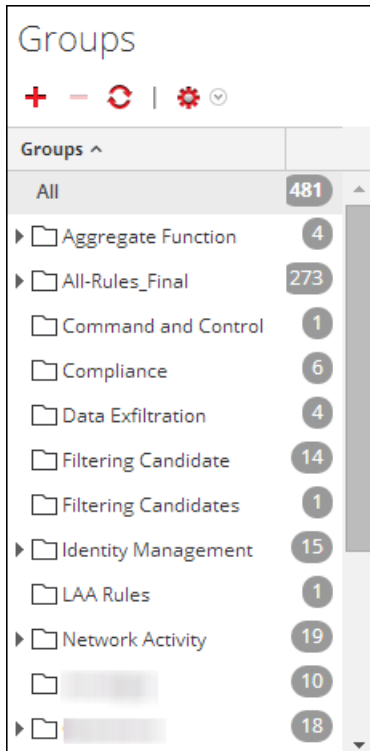 Groups
Groups
All 481
Aggregate Function 4
All-Rules_Final 273
Command and Control 1
Compliance 6
Data Exfiltration 4
Filtering Candidate 14
Filtering Candidates 1
Identity Management 15
LAA Rules 1
Network Activity 19
10
18